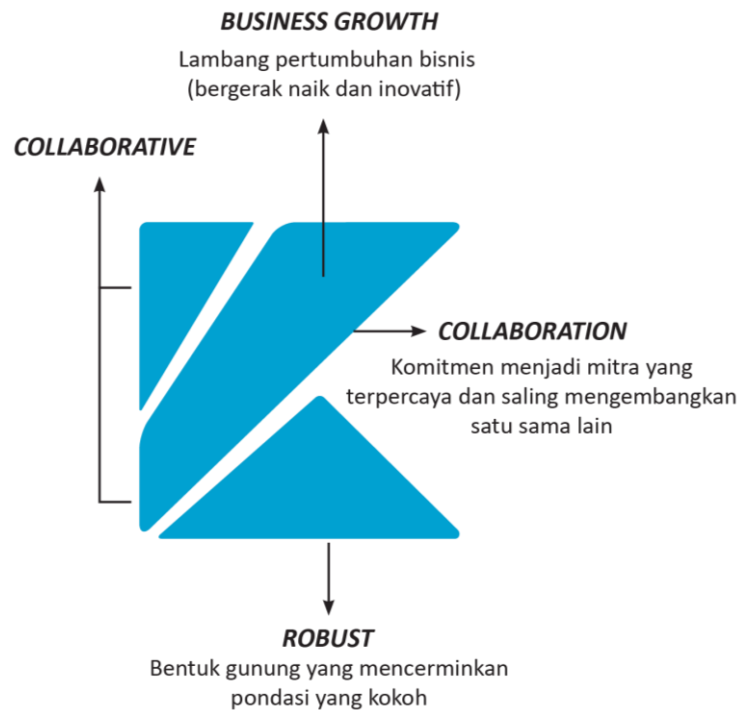 BUSINESS GROWTH
Lambang pertumbuhan bisnis
(bergerak naik dan inovatif)
COLLABORATIVE
COLLABORATION
Komitmen menjadi mitra yang
terpercaya dan saling mengembangkan
satu sama lain
ROBUST
Bentuk gunung yang mencerminkan
pondasi yang kokoh